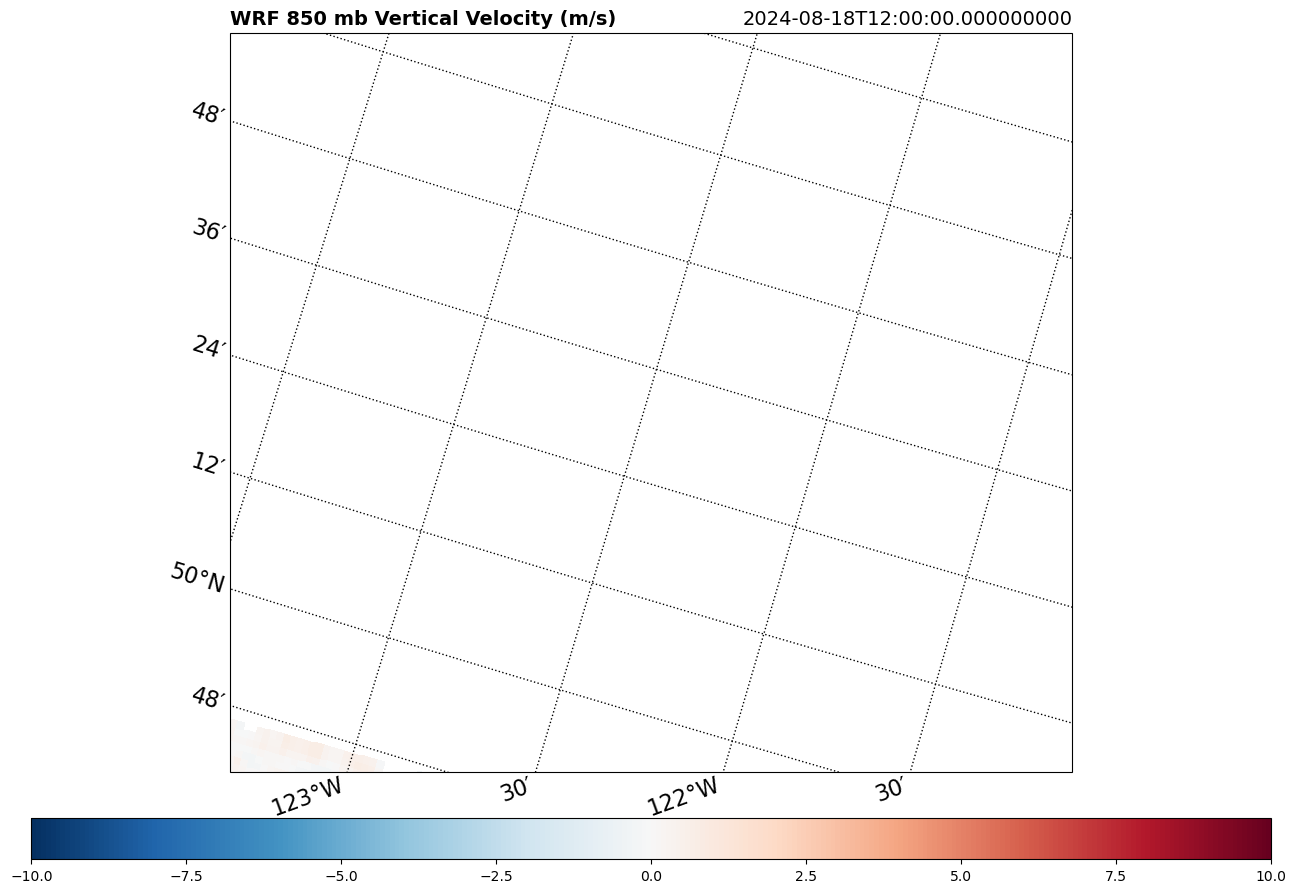 WRF 850 mb Vertical Velocity (m/s) 2024-08-18T12:00:00.000000000
48′
36′
24′
12′
50°N
48′
123°W 30′ 122°W 30′
−10.0 −7.5 −5.0 −2.5 0.0 2.5 5.0 7.5 10.0